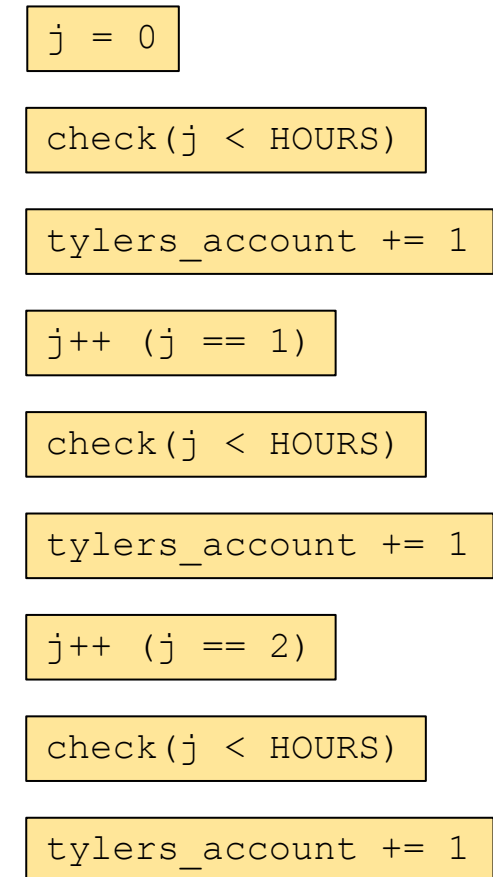 j = 0
check(j < HOURS)
tylers_account += 1
j++ (j == 1)
check(j < HOURS)
tylers_account += 1
j++ (j == 2)
check(j < HOURS)
tylers_account += 1